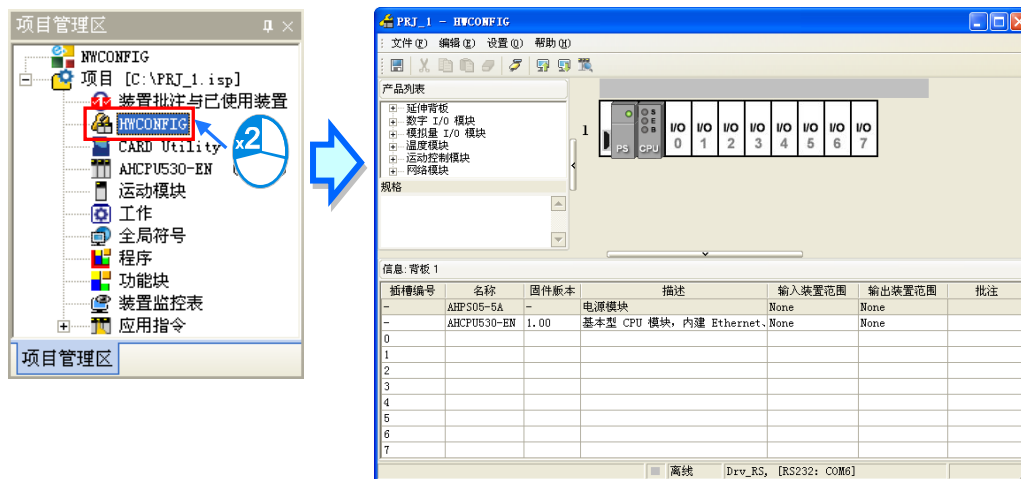 项目管理区
NWCONFIG
项目 [C:\PRJ_1.isp]
装置批注与已使用装置
HWCONFIG
CARD Utility
AHCPU530-EN
运动模块
工作
全局符号
程序
功能块
装置监控表
应用指令
项目管理区
x2
PRJ_1 - HWCONFIG
文件(F) 编辑(E) 设置(O) 帮助(H)
产品列表
延伸背板
数字 I/O 模块
模拟量 I/O 模块
温度模块
运动控制模块
网络模块
规格
1
PS CPU
S
E
B
I/O I/O I/O I/O I/O I/O I/O I/O
0 1 2 3 4 5 6 7
信息: 背板 1
插槽编号 名称 固件版本 描述 输入装置范围 输出装置范围 批注
- AHPS05-5A - 电源模块 None None
- AHCPU530-EN 1.00 基本型 CPU 模块，内建 Ethernet、 None None
0
1
2
3
4
5
6
7
离线 Drv_RS, [RS232: COM6]